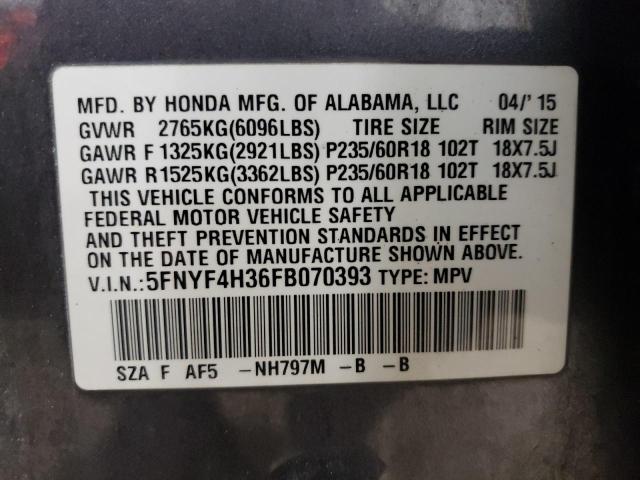 MFD. BY HONDA MFG. OF ALABAMA, LLC 04/'15
GVWR 2765KG(6096LBS) TIRE SIZE RIM SIZE
GAWR F 1325KG(2921LBS) P235/60R18 102T 18X7.5J
GAWR R1525KG(3362LBS) P235/60R18 102T 18X7.5J
THIS VEHICLE CONFORMS TO ALL APPLICABLE
FEDERAL MOTOR VEHICLE SAFETY
AND THEFT PREVENTION STANDARDS IN EFFECT
ON THE DATE OF MANUFACTURE SHOWN ABOVE.
V.I.N.:5FNYF4H36FB070393 TYPE: MPV
SZA F AF5 -NH797M -B -B